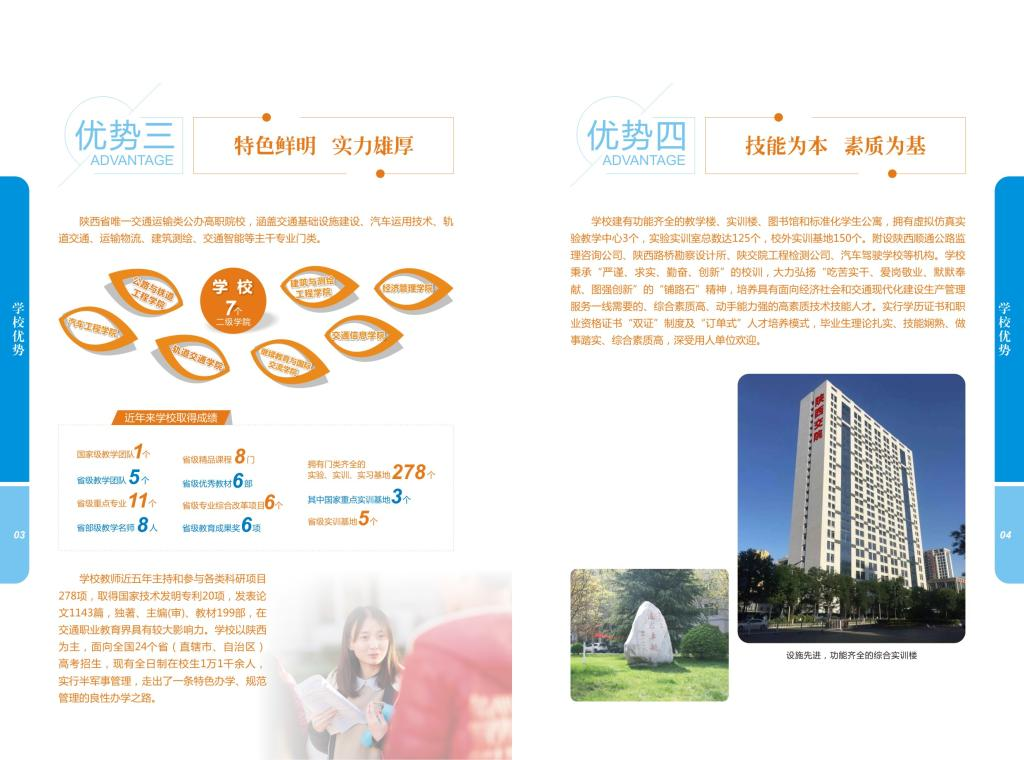 优势三
ADVANTAGE
特色鲜明 实力雄厚
陕西省唯一交通运输类公办高职院校，涵盖交通基础设施建设、汽车运用技术、轨
道交通、运输物流、建筑测绘、交通智能等主干专业门类。
公路与铁道
工程学院
学校
7个
二级学院
建筑与测绘
工程学院
经济管理学院
汽车工程学院
轨道交通学院
继续教育与国际
交流学院
交通信息学院
近年来学校取得成绩
国家级教学团队1个
省级教学团队5个
省级重点专业11个
省部级教学名师8人
省级精品课程8门
省级优秀教材6部
省级专业综合改革项目6个
省级教育成果奖6项
拥有门类齐全的
实验、实训、实习基地278个
其中国家重点实训基地3个
省级实训基地5个
学校教师近五年主持和参与各类科研项目
278项，取得国家技术发明专利20项，发表论
文1143篇，独著、主编(审)、教材199部，在
交通职业教育界具有较大影响力。学校以陕西
为主，面向全国24个省（直辖市、自治区）
高考招生，现有全日制在校生1万1千余人，
实行半军事管理，走出了一条特色办学、规范
管理的良性办学之路。
学校优势
03
优势四
ADVANTAGE
技能为本 素质为基
学校建有功能齐全的教学楼、实训楼、图书馆和标准化学生公寓，拥有虚拟仿真实
验教学中心3个，实验实训室总数达125个，校外实训基地150个。附设陕西顺通公路监
理咨询公司、陕西路桥勘察设计所、陕交院工程检测公司、汽车驾驶学校等机构。学校
秉承“严谨、求实、勤奋、创新”的校训，大力弘扬“吃苦实干、爱岗敬业、默默奉
献、图强创新”的“铺路石”精神，培养具有面向经济社会和交通现代化建设生产管理
服务一线需要的、综合素质高、动手能力强的高素质技术技能人才。实行学历证书和职
业资格证书“双证”制度及“订单式”人才培养模式，毕业生理论扎实、技能娴熟、做
事踏实、综合素质高，深受用人单位欢迎。
陕西交院
设施先进，功能齐全的综合实训楼
学校优势
04